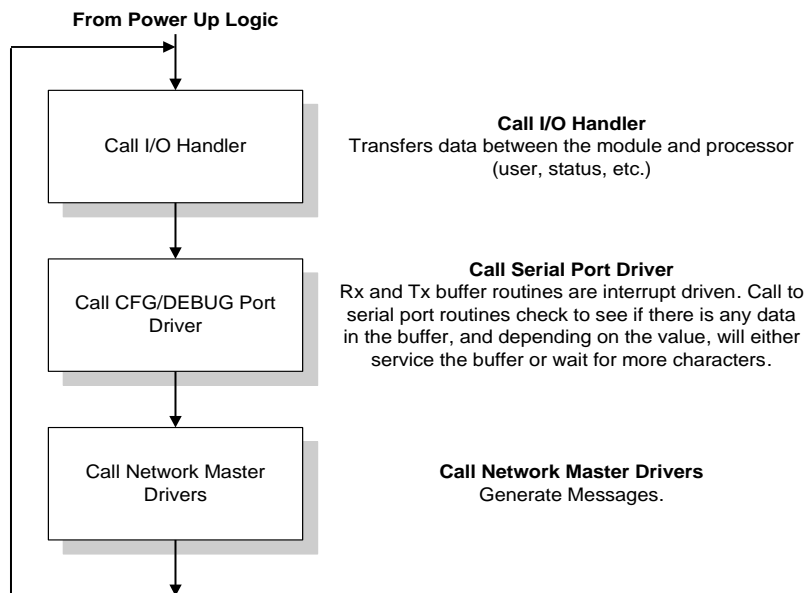 From Power Up Logic
Call I/O Handler
Call I/O Handler
Transfers data between the module and processor
(user, status, etc.)
Call CFG/DEBUG Port
Driver
Call Serial Port Driver
Rx and Tx buffer routines are interrupt driven. Call to
serial port routines check to see if there is any data
in the buffer, and depending on the value, will either
service the buffer or wait for more characters.
Call Network Master
Drivers
Call Network Master Drivers
Generate Messages.